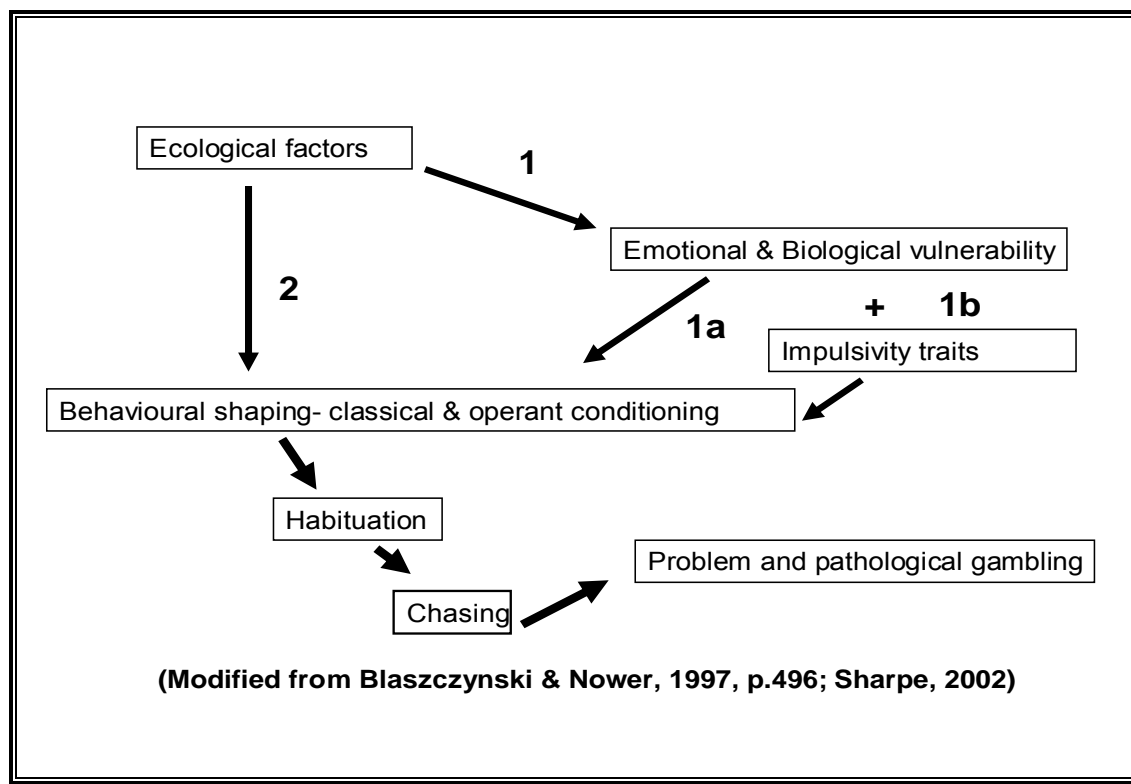 Ecological factors
1
Emotional & Biological vulnerability
2
1a
+ 1b
Impulsivity traits
Behavioural shaping- classical & operant conditioning
Habituation
Problem and pathological gambling
Chasing
(Modified from Blaszczynski & Nower, 1997, p.496; Sharpe, 2002)